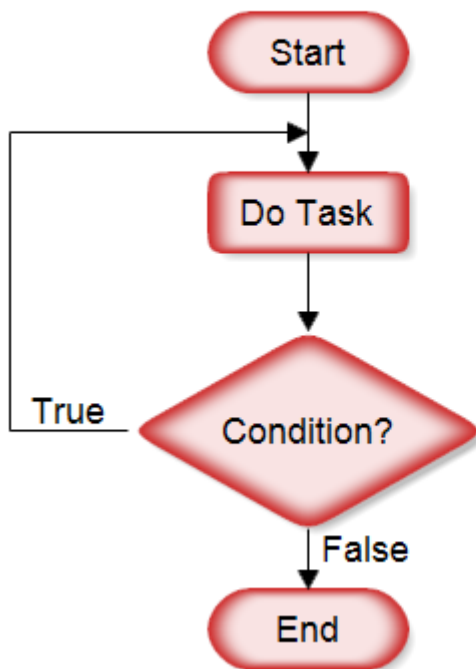 Start
Do Task
True
Condition?
False
End